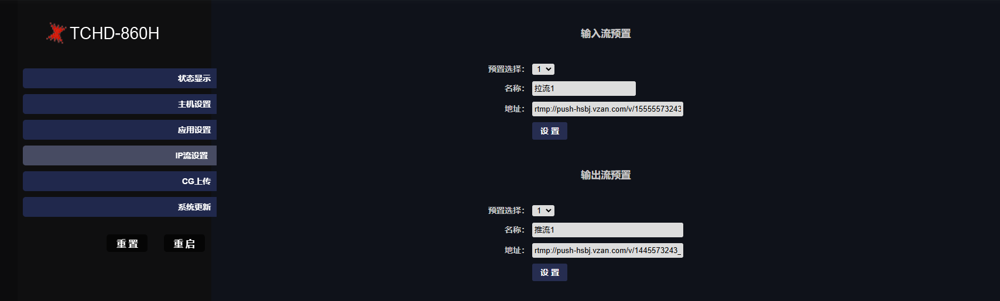 TCHD-860H
状态显示
主机设置
应用设置
IP流设置
CG上传
系统更新
重置 重启
输入流预置
预置选择： 1
名称： 拉流1
地址： rtmp://push-hsbj.vzan.com/v/15555573243
设置
输出流预置
预置选择： 1
名称： 推流1
地址： rtmp://push-hsbj.vzan.com/v/1445573243_
设置